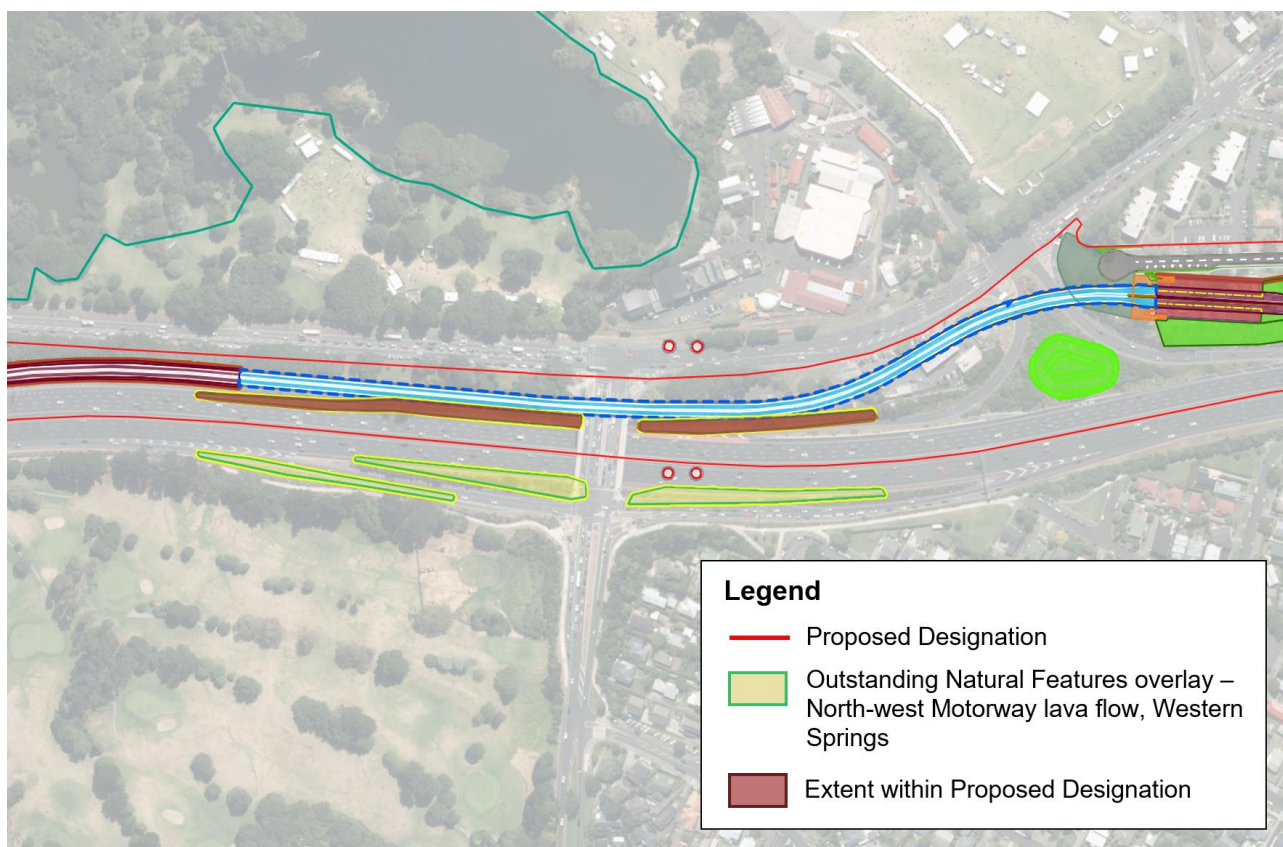 Legend
Proposed Designation
Outstanding Natural Features overlay –
North-west Motorway lava flow, Western
Springs
Extent within Proposed Designation